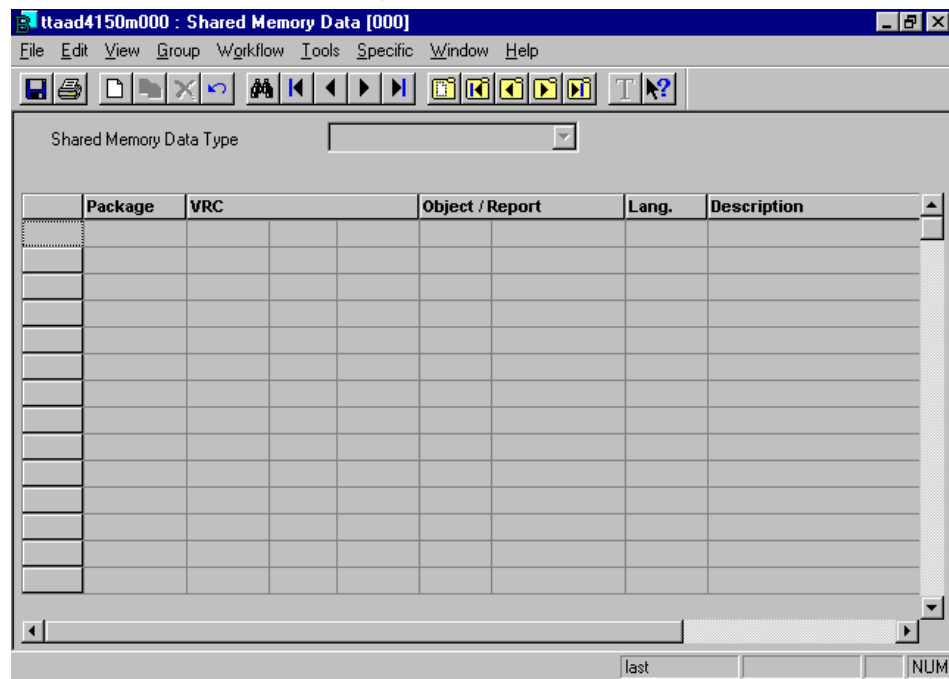 ttaad4150m000 : Shared Memory Data [000]
File Edit View Group Workflow Tools Specific Window Help
T ?
Shared Memory Data Type
Package VRC Object / Report Lang. Description
last NUM